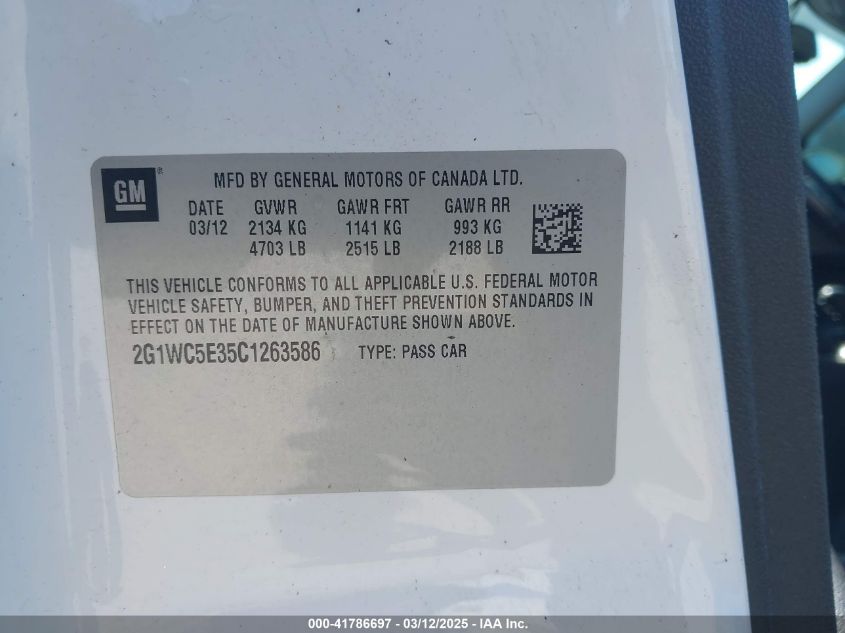 GM ®
MFD BY GENERAL MOTORS OF CANADA LTD.
DATE GVWR GAWR FRT GAWR RR
03/12 2134 KG 1141 KG 993 KG
4703 LB 2515 LB 2188 LB
THIS VEHICLE CONFORMS TO ALL APPLICABLE U.S. FEDERAL MOTOR
VEHICLE SAFETY, BUMPER, AND THEFT PREVENTION STANDARDS IN
EFFECT ON THE DATE OF MANUFACTURE SHOWN ABOVE.
2G1WC5E35C1263586 TYPE: PASS CAR
000-41786697 - 03/12/2025 - IAA Inc.